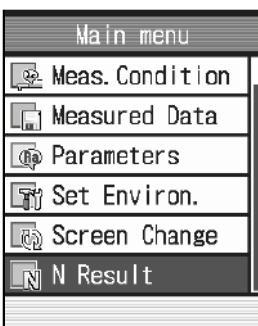 Main menu
Meas.Condition
Measured Data
Parameters
Set Environ.
Screen Change
N Result